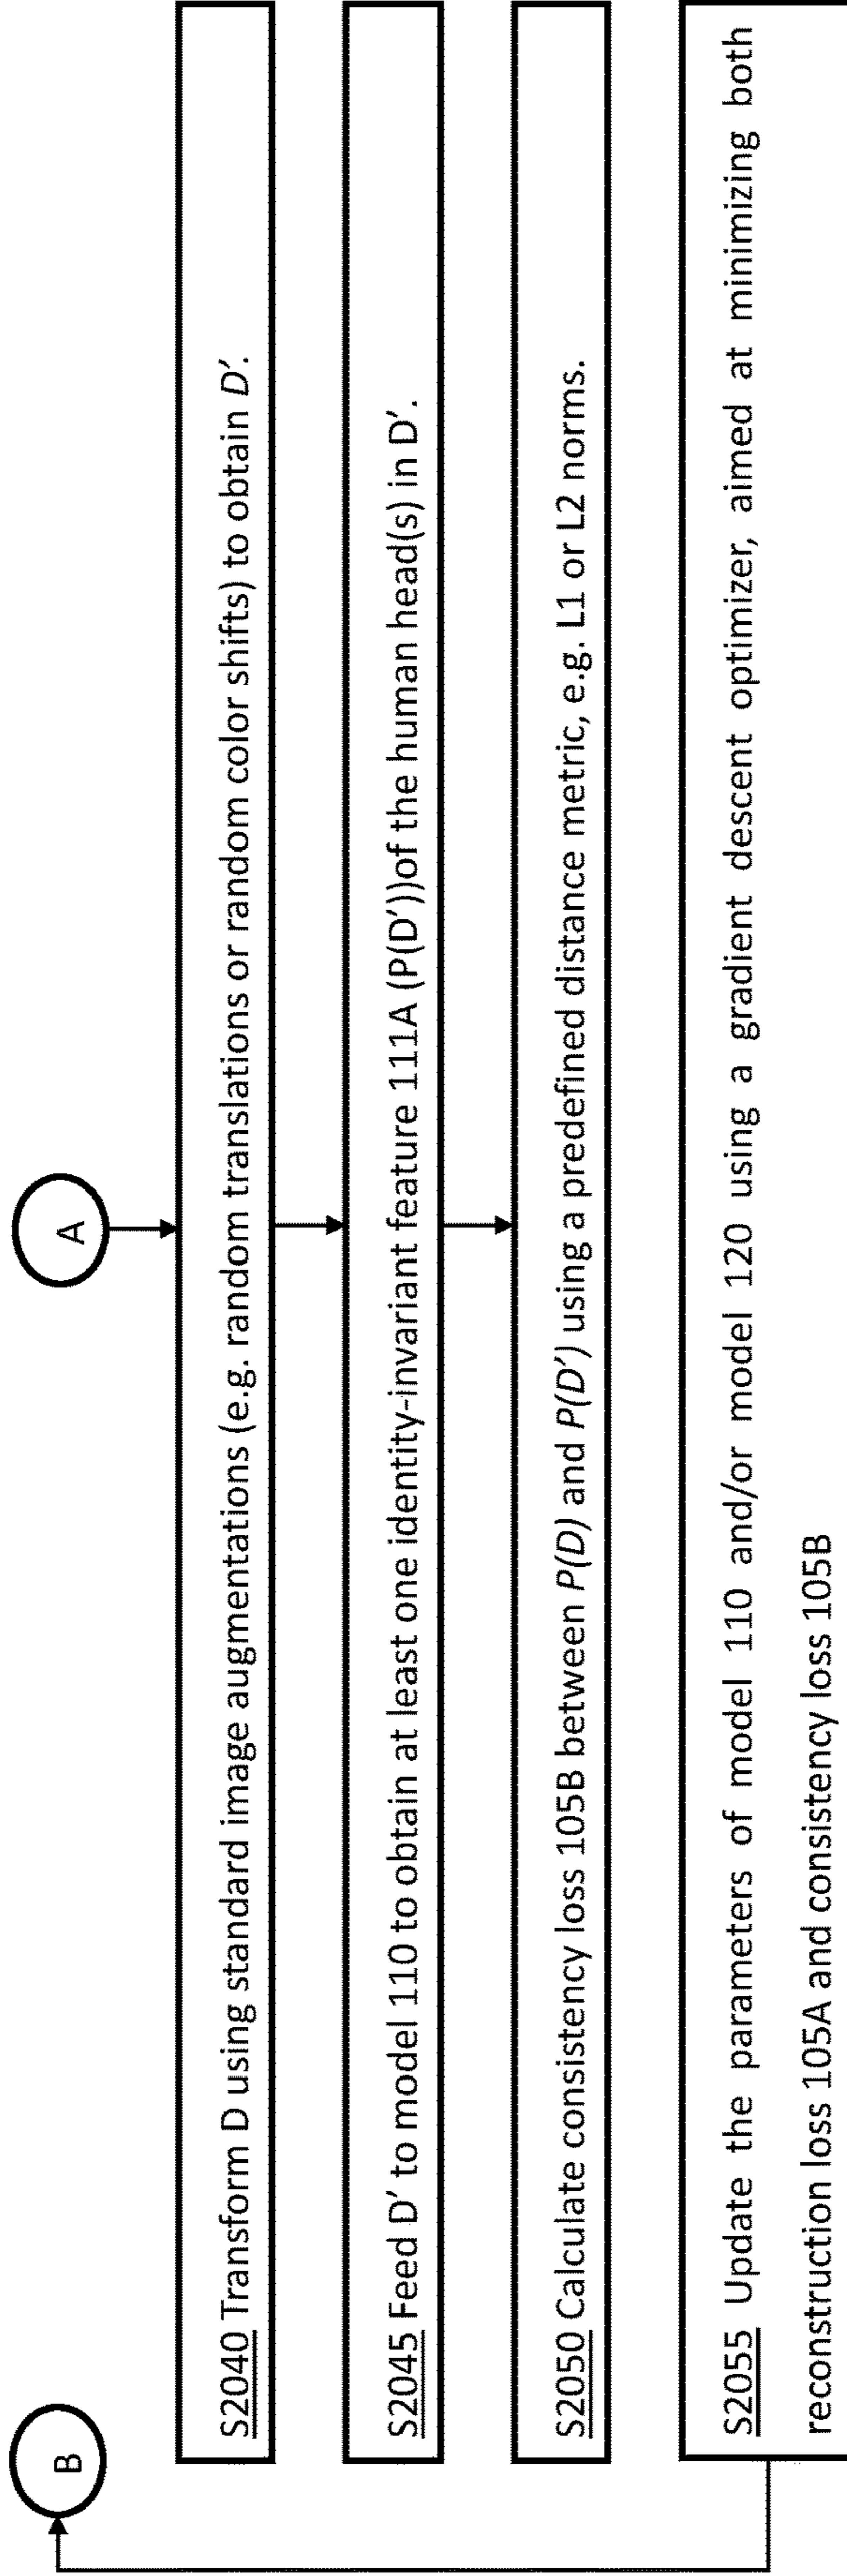 B
A
S2040 Transform D using standard image augmentations (e.g. random translations or random color shifts) to obtain D′.
S2045 Feed D′ to model 110 to obtain at least one identity-invariant feature 111A (P(D′))of the human head(s) in D′.
S2050 Calculate consistency loss 105B between P(D) and P(D′) using a predefined distance metric, e.g. L1 or L2 norms.
S2055 Update the parameters of model 110 and/or model 120 using a gradient descent optimizer, aimed at minimizing both
reconstruction loss 105A and consistency loss 105B